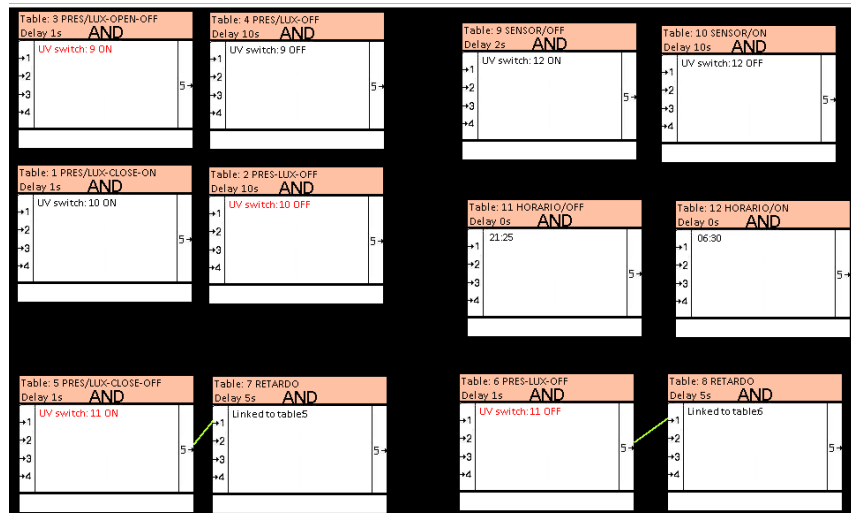 Table: 3 PRES/LUX-OPEN-OFF
Delay 1s AND
UV switch: 9 ON
→1
→2
→3
→4
5→
Table: 4 PRES/LUX-OFF
Delay 10s AND
UV switch: 9 OFF
→1
→2
→3
→4
5→
Table: 9 SENSOR/OFF
Delay 2s AND
UV switch: 12 ON
→1
→2
→3
→4
5→
Table: 10 SENSOR/ON
Delay 10s AND
UV switch: 12 OFF
→1
→2
→3
→4
5→
Table: 1 PRES/LUX-CLOSE-ON
Delay 1s AND
UV switch: 10 ON
→1
→2
→3
→4
5→
Table: 2 PRES-LUX-OFF
Delay 10s AND
UV switch: 10 OFF
→1
→2
→3
→4
5→
Table: 11 HORARIO/OFF
Delay 0s AND
21:25
→1
→2
→3
→4
5→
Table: 12 HORARIO/ON
Delay 0s AND
06:30
→1
→2
→3
→4
5→
Table: 5 PRES/LUX-CLOSE-OFF
Delay 1s AND
UV switch: 11 ON
→1
→2
→3
→4
5→
Table: 7 RETARDO
Delay 5s AND
Linked to table5
→1
→2
→3
→4
5→
Table: 6 PRES-LUX-OFF
Delay 1s AND
UV switch: 11 OFF
→1
→2
→3
→4
5→
Table: 8 RETARDO
Delay 5s AND
Linked to table6
→1
→2
→3
→4
5→